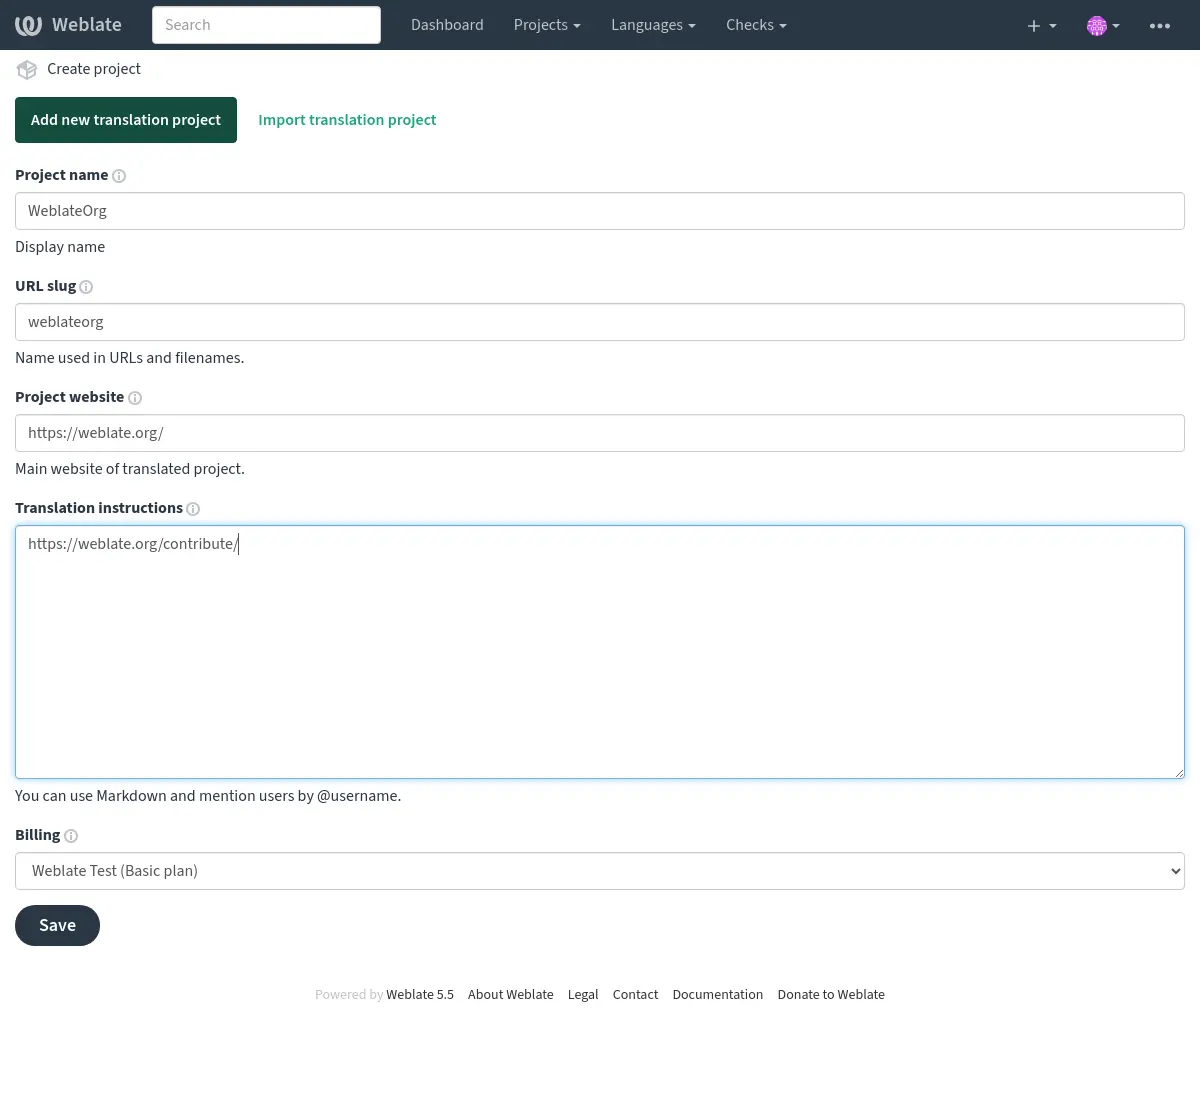 Weblate Search Dashboard Projects Languages Checks
Create project
Add new translation project Import translation project
Project name
WeblateOrg
Display name
URL slug
weblateorg
Name used in URLs and filenames.
Project website
https://weblate.org/
Main website of translated project.
Translation instructions
https://weblate.org/contribute/
You can use Markdown and mention users by @username.
Billing
Weblate Test (Basic plan)
Save
Powered by Weblate 5.5 About Weblate Legal Contact Documentation Donate to Weblate